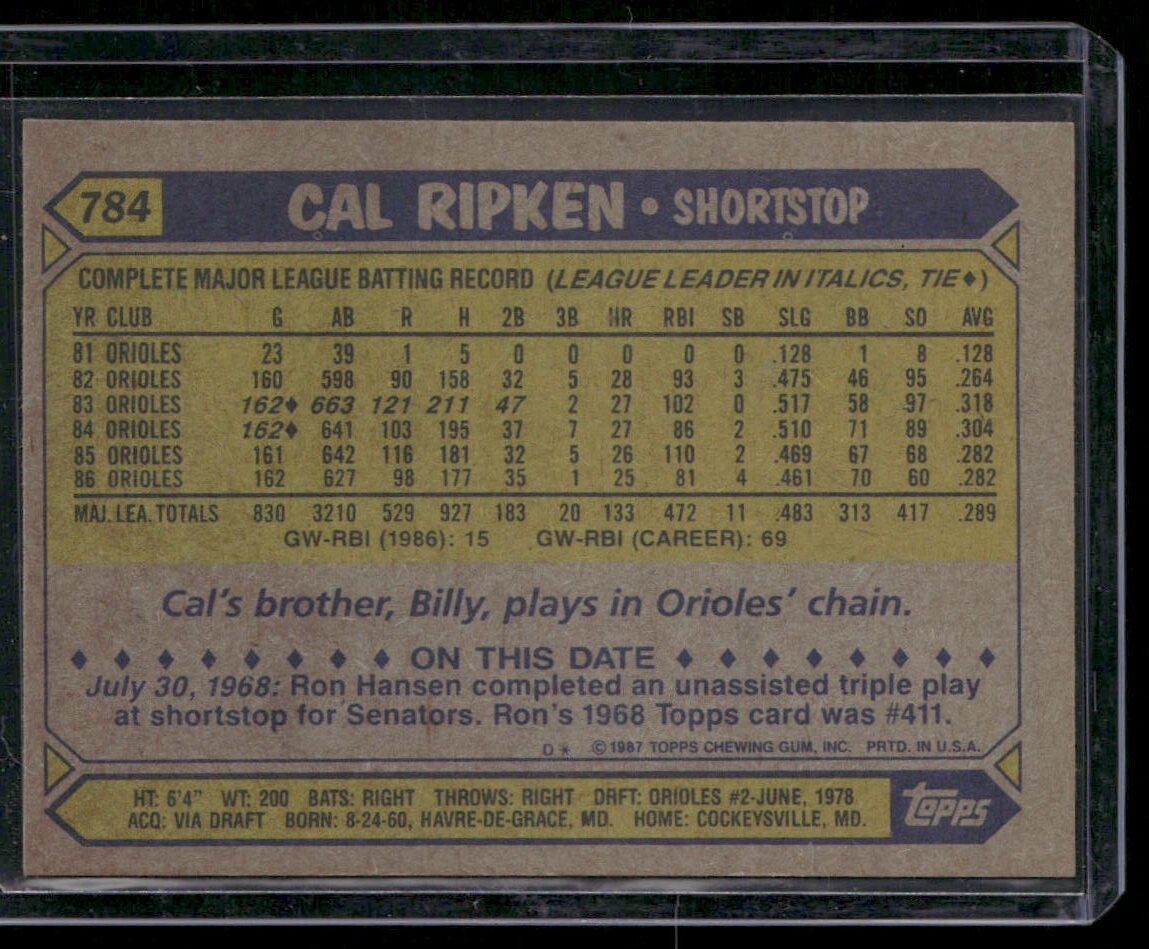 784 CAL RIPKEN • SHORTSTOP
COMPLETE MAJOR LEAGUE BATTING RECORD (LEAGUE LEADER IN ITALICS, TIE♦)
YR CLUB G AB R H 2B 3B HR RBI SB SLG BB SO AVG
81 ORIOLES 23 39 1 5 0 0 0 0 0 .128 1 8 .128
82 ORIOLES 160 598 90 158 32 5 28 93 3 .475 46 95 .264
83 ORIOLES 162♦ 663 121 211 47 2 27 102 0 .517 58 97 .318
84 ORIOLES 162♦ 641 103 195 37 7 27 86 2 .510 71 89 .304
85 ORIOLES 161 642 116 181 32 5 26 110 2 .469 67 68 .282
86 ORIOLES 162 627 98 177 35 1 25 81 4 .461 70 60 .282
MAJ. LEA. TOTALS 830 3210 529 927 183 20 133 472 11 .483 313 417 .289
GW-RBI (1986): 15 GW-RBI (CAREER): 69
Cal's brother, Billy, plays in Orioles' chain.
♦ ♦ ♦ ♦ ♦ ♦ ♦ ♦ ON THIS DATE ♦ ♦ ♦ ♦ ♦ ♦ ♦ ♦
July 30, 1968: Ron Hansen completed an unassisted triple play
at shortstop for Senators. Ron's 1968 Topps card was #411.
D* ©1987 TOPPS CHEWING GUM, INC. PRTD. IN U.S.A.
HT: 6'4" WT: 200 BATS: RIGHT THROWS: RIGHT DRFT: ORIOLES #2-JUNE, 1978
ACQ: VIA DRAFT BORN: 8-24-60, HAVRE-DE-GRACE, MD. HOME: COCKEYSVILLE, MD.
topps